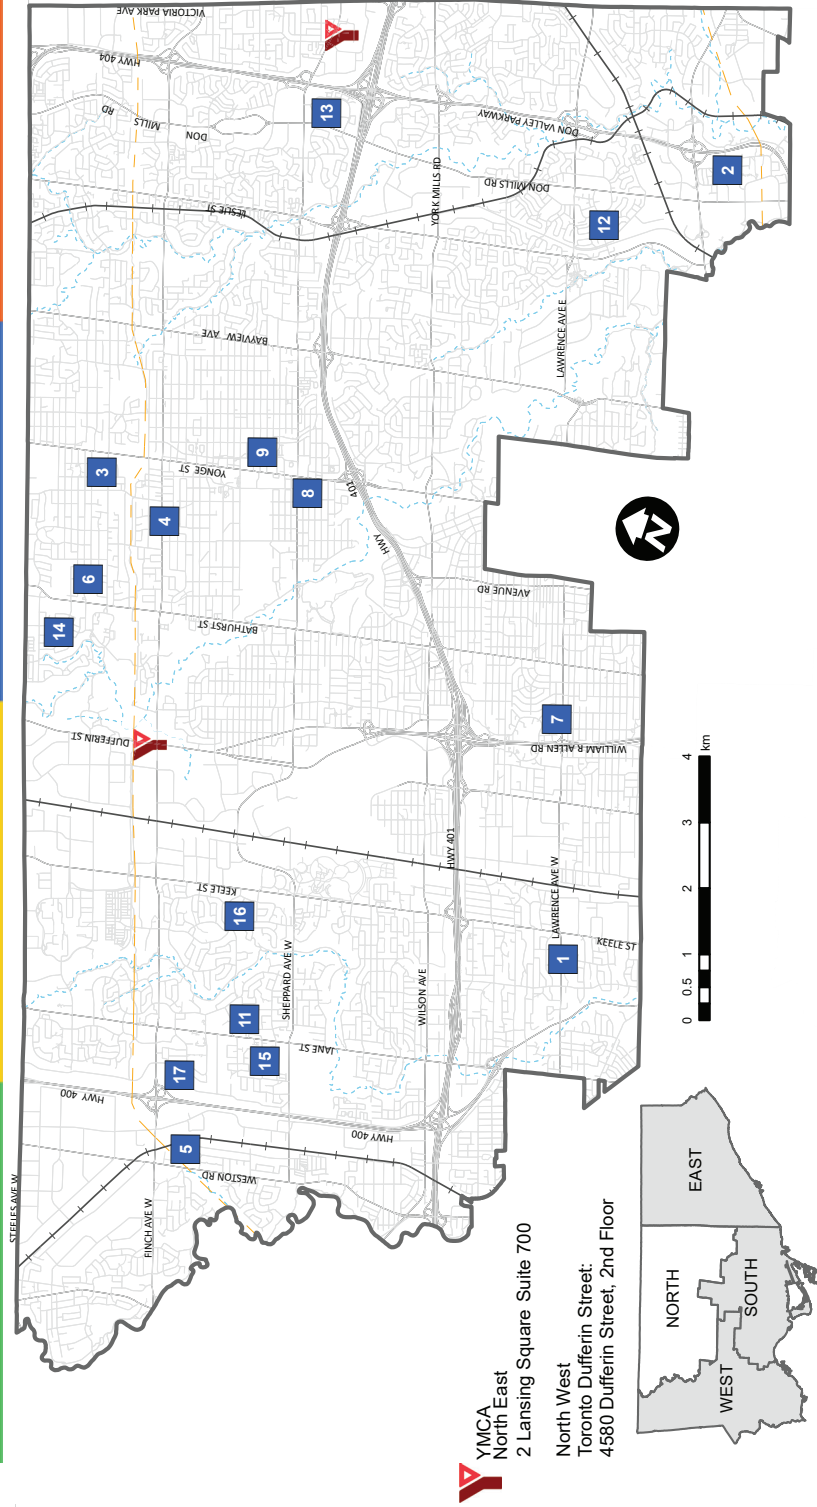 STEELES AVE W
HWY 404
VICTORIA PARK AVE
DON
MILLS
RD
LESLIE ST
BAYVIEW AVE
YONGE ST
BATHURST ST
DUFFERIN ST
KEELE ST
JANE ST
HWY 400
HWY 400
WESTON RD
FINCH AVE W
SHEPPARD AVE W
WILSON AVE
HWY 401
HWY
401
YORK MILLS RD
DON VALLEY PARKWAY
DON MILLS RD
LAWRENCE AVE E
AVENUE RD
WILLIAM R ALLEN RD
LAWRENCE AVE W
KEELE ST
13
2
12
3
9
8
4
6
14
7
16
1
11
15
17
5
N
0
0.5
1
2
3
4
km
YMCA
North East
2 Lansing Square Suite 700
North West
Toronto Dufferin Street:
4580 Dufferin Street, 2nd Floor
NORTH
EAST
SOUTH
WEST